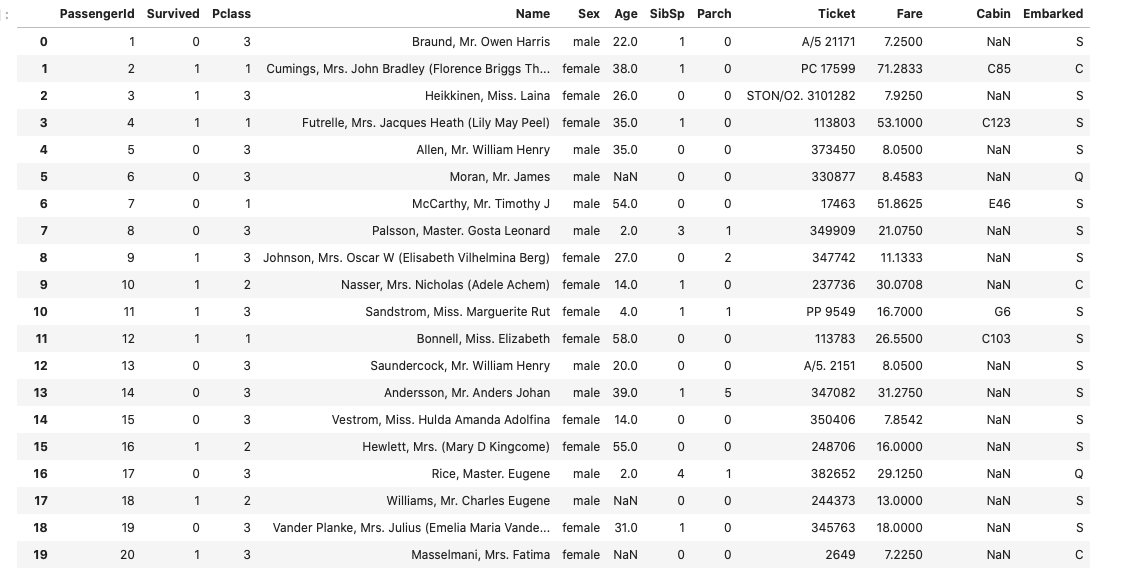 :
PassengerId Survived Pclass Name Sex Age SibSp Parch Ticket Fare Cabin Embarked
0 1 0 3 Braund, Mr. Owen Harris male 22.0 1 0 A/5 21171 7.2500 NaN S
1 2 1 1 Cumings, Mrs. John Bradley (Florence Briggs Th... female 38.0 1 0 PC 17599 71.2833 C85 C
2 3 1 3 Heikkinen, Miss. Laina female 26.0 0 0 STON/O2. 3101282 7.9250 NaN S
3 4 1 1 Futrelle, Mrs. Jacques Heath (Lily May Peel) female 35.0 1 0 113803 53.1000 C123 S
4 5 0 3 Allen, Mr. William Henry male 35.0 0 0 373450 8.0500 NaN S
5 6 0 3 Moran, Mr. James male NaN 0 0 330877 8.4583 NaN Q
6 7 0 1 McCarthy, Mr. Timothy J male 54.0 0 0 17463 51.8625 E46 S
7 8 0 3 Palsson, Master. Gosta Leonard male 2.0 3 1 349909 21.0750 NaN S
8 9 1 3 Johnson, Mrs. Oscar W (Elisabeth Vilhelmina Berg) female 27.0 0 2 347742 11.1333 NaN S
9 10 1 2 Nasser, Mrs. Nicholas (Adele Achem) female 14.0 1 0 237736 30.0708 NaN C
10 11 1 3 Sandstrom, Miss. Marguerite Rut female 4.0 1 1 PP 9549 16.7000 G6 S
11 12 1 1 Bonnell, Miss. Elizabeth female 58.0 0 0 113783 26.5500 C103 S
12 13 0 3 Saundercock, Mr. William Henry male 20.0 0 0 A/5. 2151 8.0500 NaN S
13 14 0 3 Andersson, Mr. Anders Johan male 39.0 1 5 347082 31.2750 NaN S
14 15 0 3 Vestrom, Miss. Hulda Amanda Adolfina female 14.0 0 0 350406 7.8542 NaN S
15 16 1 2 Hewlett, Mrs. (Mary D Kingcome) female 55.0 0 0 248706 16.0000 NaN S
16 17 0 3 Rice, Master. Eugene male 2.0 4 1 382652 29.1250 NaN Q
17 18 1 2 Williams, Mr. Charles Eugene male NaN 0 0 244373 13.0000 NaN S
18 19 0 3 Vander Planke, Mrs. Julius (Emelia Maria Vande... female 31.0 1 0 345763 18.0000 NaN S
19 20 1 3 Masselmani, Mrs. Fatima female NaN 0 0 2649 7.2250 NaN C